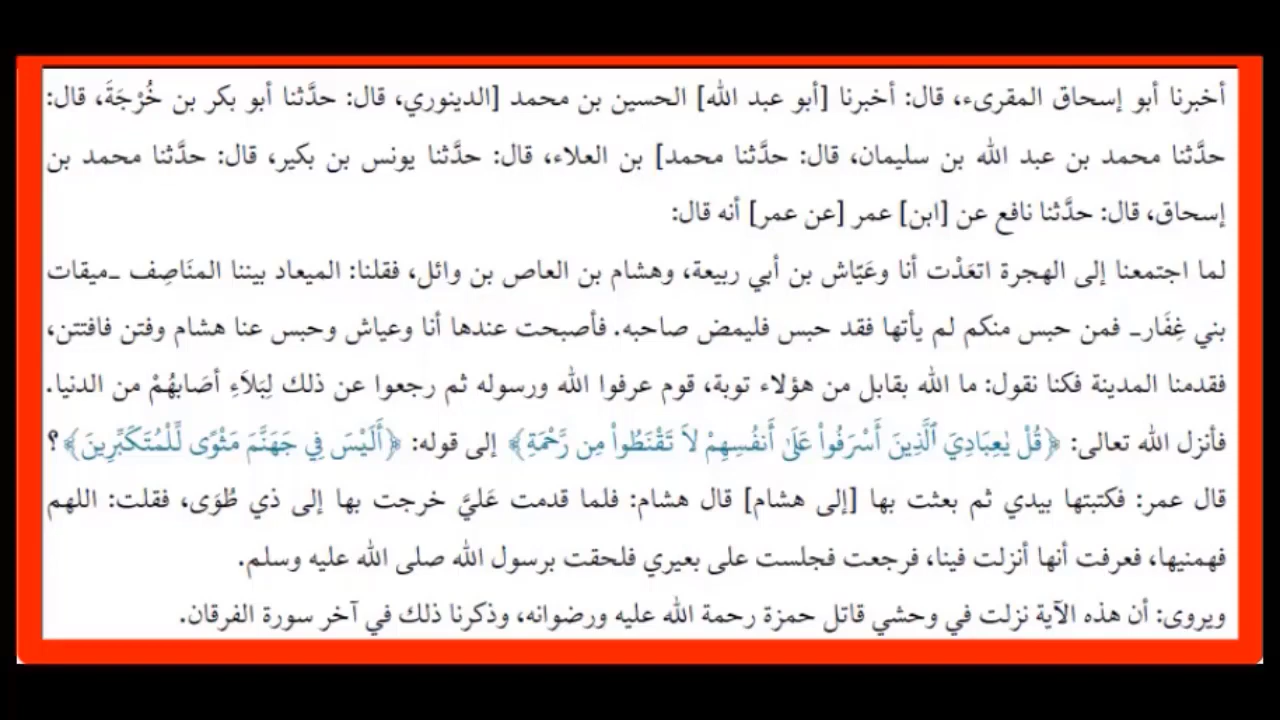 أخبرنا أبو إسحاق المقرىء، قال: أخبرنا [أبو عبد الله] الحسين بن محمد [الدينوري، قال: حدَّثنا أبو بكر بن خُرْجَةَ، قال:
حدَّثنا محمد بن عبد الله بن سليمان، قال: حدَّثنا محمد] بن العلاء، قال: حدَّثنا يونس بن بكير، قال: حدَّثنا محمد بن
إسحاق، قال: حدَّثنا نافع عن [ابن] عمر [عن عمر] أنه قال:
لما اجتمعنا إلى الهجرة اتعَدْت أنا وعَيّاش بن أبي ربيعة، وهشام بن العاص بن وائل، فقلنا: الميعاد بيننا المنَاصِف ـميقات
بني غِفَارـ فمن حبس منكم لم يأتها فقد حبس فليمض صاحبه. فأصبحت عندها أنا وعياش وحبس عنا هشام وفتن فافتتن،
فقدمنا المدينة فكنا نقول: ما الله بقابل من هؤلاء توبة، قوم عرفوا الله ورسوله ثم رجعوا عن ذلك لِبَلاَءِ أصَابهُمْ من الدنيا.
فأنزل الله تعالى: ﴿قُلْ يٰعِبَادِيَ ٱلَّذِينَ أَسْرَفُواْ عَلَىٰ أَنفُسِهِمْ لاَ تَقْنَطُواْ مِن رَّحْمَةِ﴾ إلى قوله: ﴿أَلَيْسَ فِي جَهَنَّمَ مَثْوًى لِّلْمُتَكَبِّرِينَ﴾؟
قال عمر: فكتبتها بيدي ثم بعثت بها [إلى هشام] قال هشام: فلما قدمت عَليَّ خرجت بها إلى ذي طُوَى، فقلت: اللهم
فهمنيها، فعرفت أنها أنزلت فينا، فرجعت فجلست على بعيري فلحقت برسول الله صلى الله عليه وسلم.
ويروى: أن هذه الآية نزلت في وحشي قاتل حمزة رحمة الله عليه ورضوانه، وذكرنا ذلك في آخر سورة الفرقان.